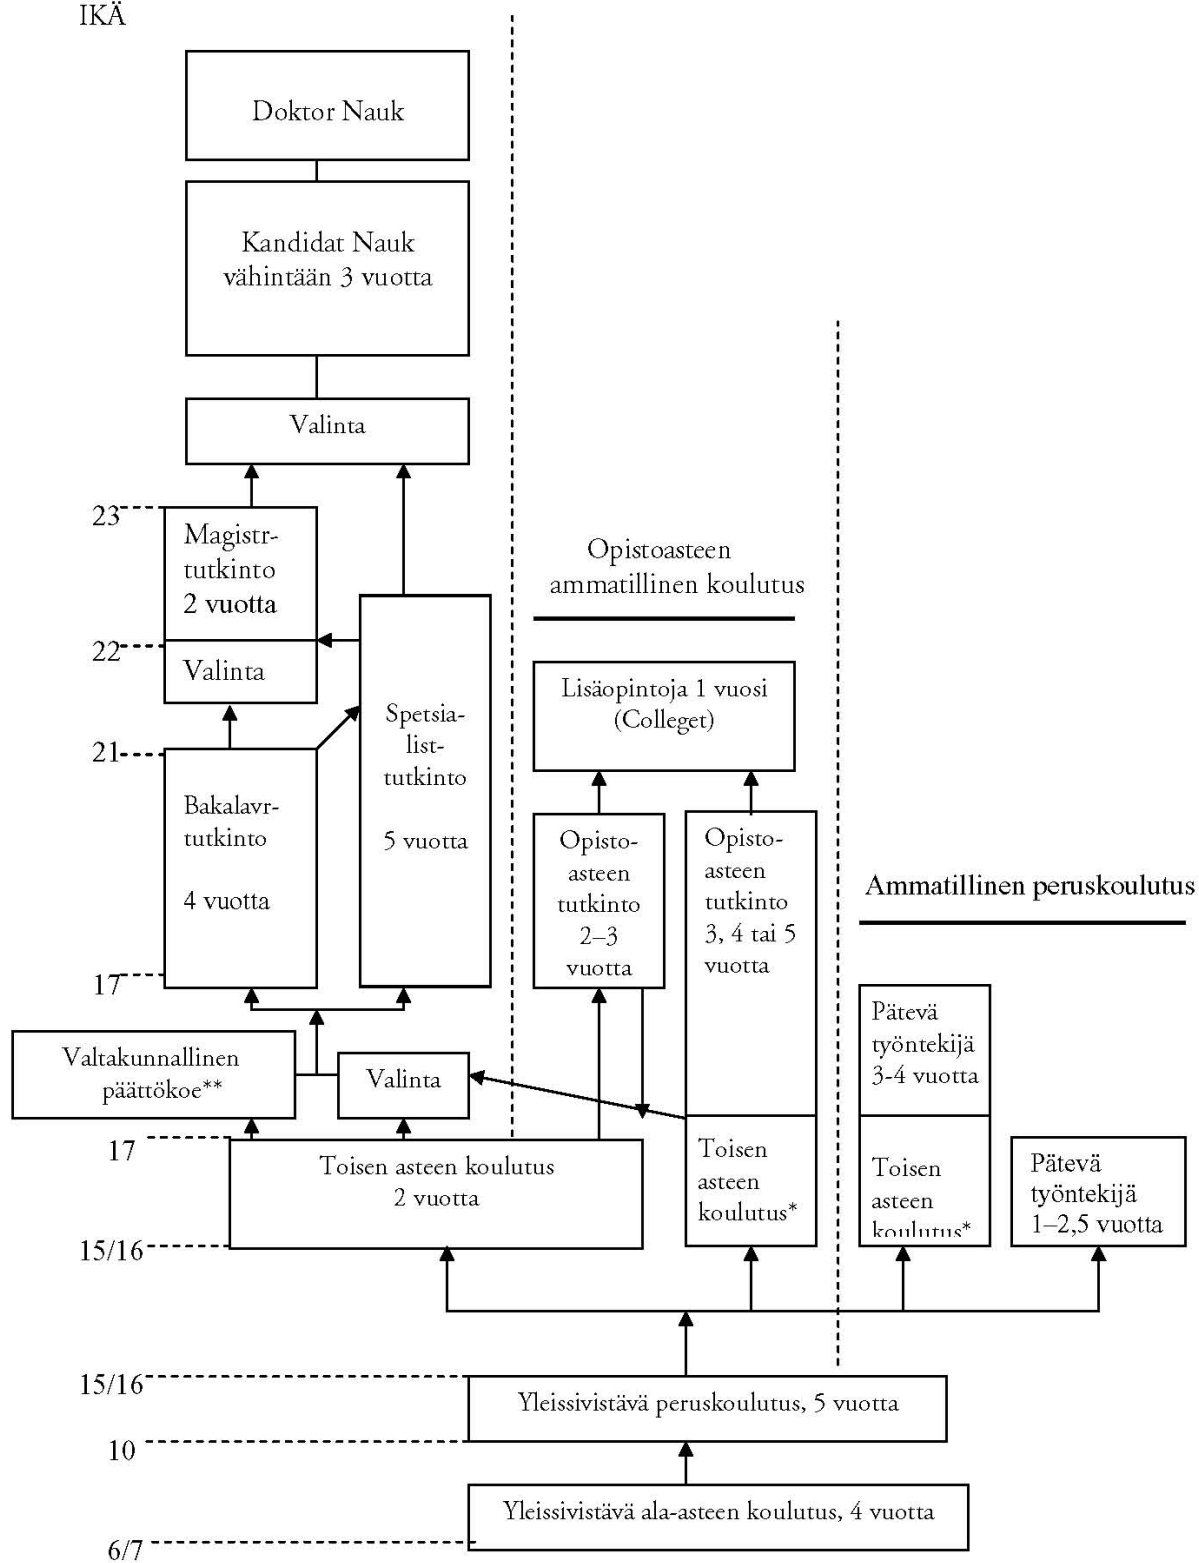 IKÄ
Doktor Nauk
Kandidat Nauk
vähintään 3 vuotta
Valinta
23
Magistr-
tutkinto
2 vuotta
22
Valinta
21
Bakalavr-
tutkinto
4 vuotta
17
Spetsia-
list-
tutkinto
5 vuotta
Opistoasteen
ammatillinen koulutus
Lisäopintoja 1 vuosi
(Colleget)
Opisto-
asteen
tutkinto
2–3
vuotta
Opisto-
asteen
tutkinto
3, 4 tai 5
vuotta
Ammatillinen peruskoulutus
Pätevä
työntekijä
3-4 vuotta
Valtakunnallinen
päättökoe**
Valinta
17
Toisen asteen koulutus
2 vuotta
15/16
Toisen
asteen
koulutus*
Toisen
asteen
koulutus*
Pätevä
työntekijä
1–2,5 vuotta
15/16
Yleissivistävä peruskoulutus, 5 vuotta
10
Yleissivistävä ala-asteen koulutus, 4 vuotta
6/7